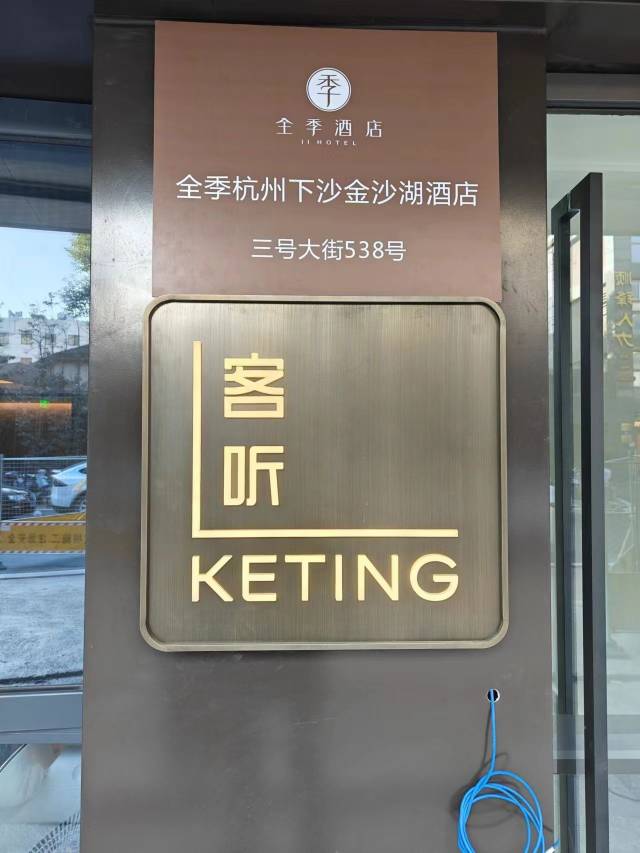 季
全季酒店
JI HOTEL
全季杭州下沙金沙湖酒店
三号大街538号
客
听
KETING